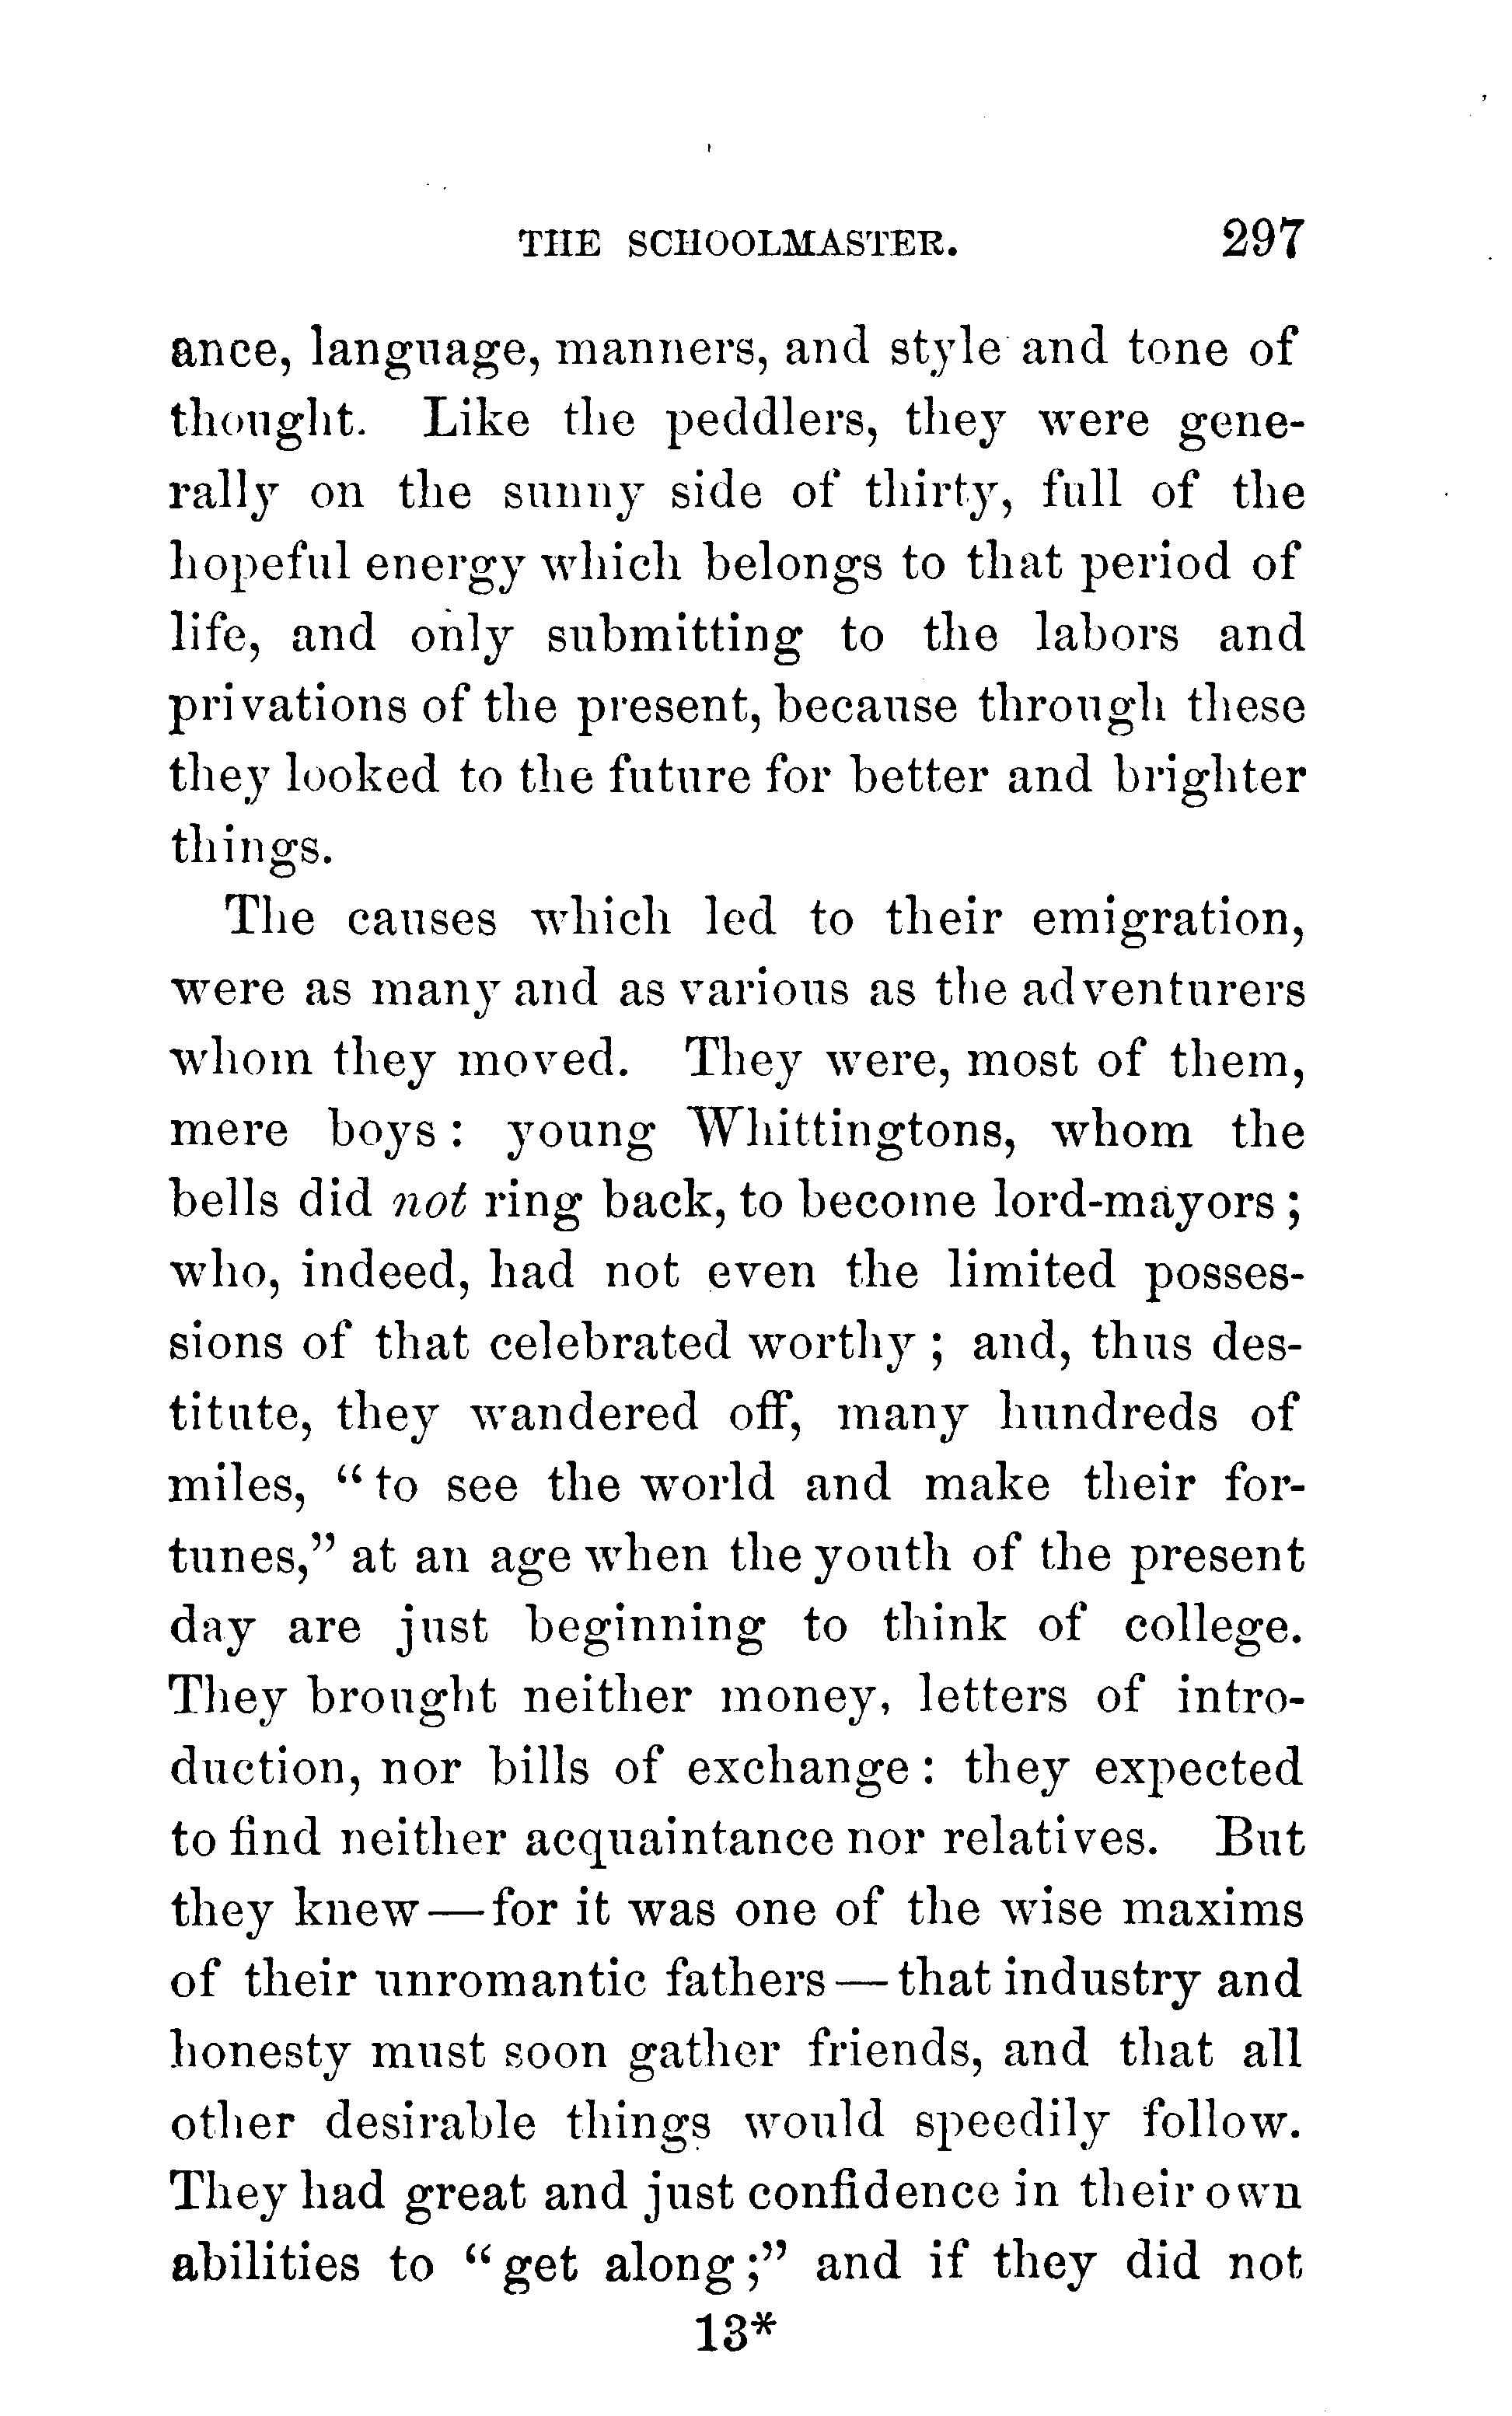 THE SCHOOLMASTER. 297
ance, language, manners, and style and tone of
thought. Like the peddlers, they were gene-
rally on the sunny side of thirty, full of the
hopeful energy which belongs to that period of
life, and only submitting to the labors and
privations of the present, because through these
they looked to the future for better and brighter
things.
The causes which led to their emigration,
were as many and as various as the adventurers
whom they moved. They were, most of them,
mere boys : young Whittingtons, whom the
bells did not ring back, to become lord-mayors ;
who, indeed, had not even the limited posses-
sions of that celebrated worthy ; and, thus des-
titute, they wandered off, many hundreds of
miles, “ to see the world and make their for-
tunes,” at an age when the youth of the present
day are just beginning to think of college.
They brought neither money, letters of intro-
duction, nor bills of exchange : they expected
to find neither acquaintance nor relatives. But
they knew — for it was one of the wise maxims
of their unromantic fathers — that industry and
honesty must soon gather friends, and that all
other desirable things would speedily follow.
They had great and just confidence in their own
abilities to “ get along ;” and if they did not
13*